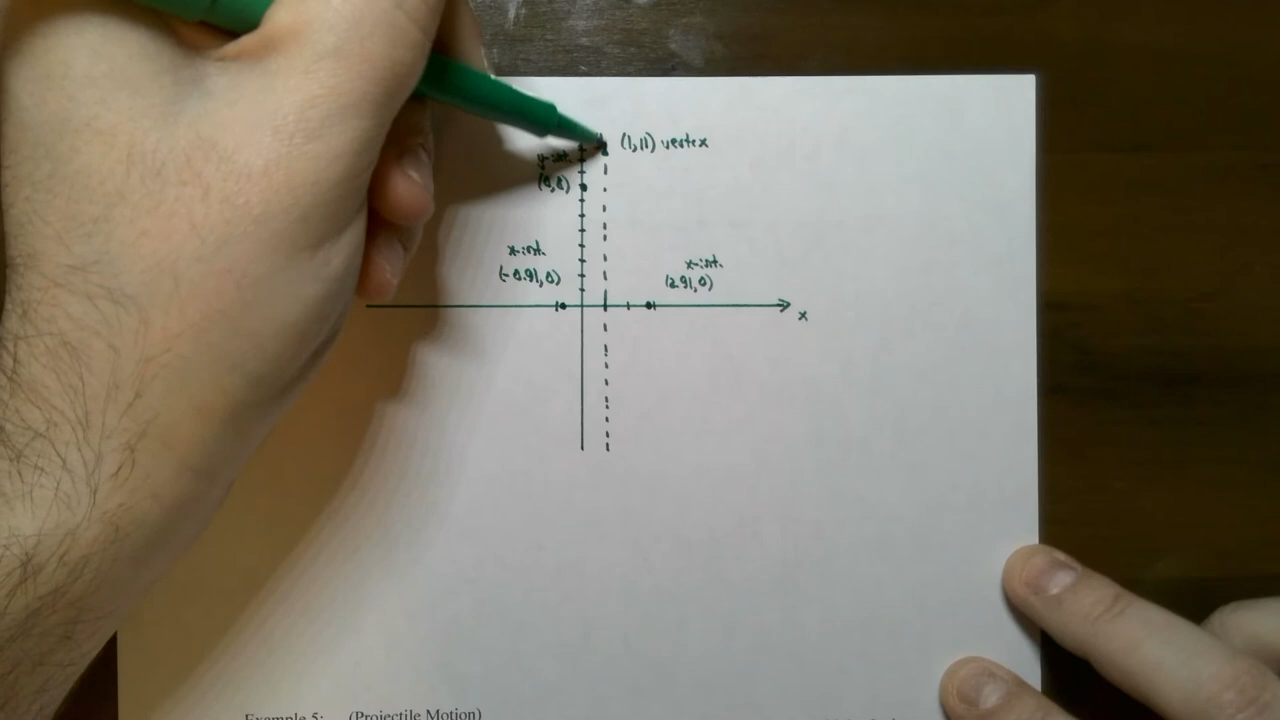 (1,11) vertex
y-int.
(0,8)
x-int.
(-0.91,0)
x-int.
(2.91,0)
x
Example 5: (Projectile Motion)